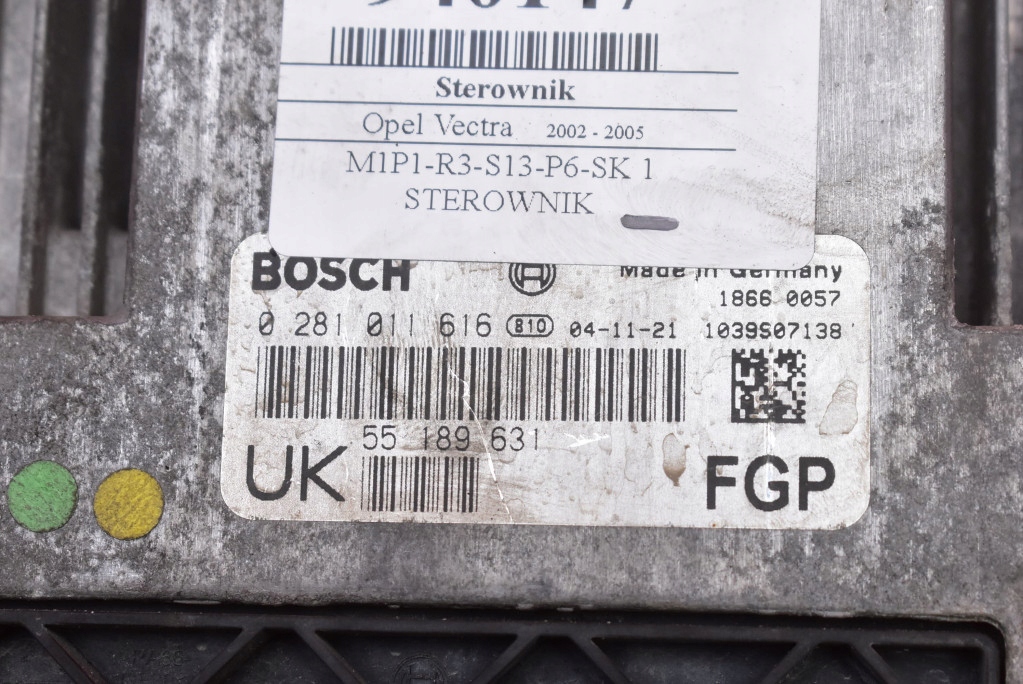 Sterownik
Opel Vectra 2002 - 2005
M1P1-R3-S13-P6-SK 1
STEROWNIK
BOSCH Made in Germany
1866 0057
0 281 011 616 810 04-11-21 1039S07138
55 189 631
UK FGP